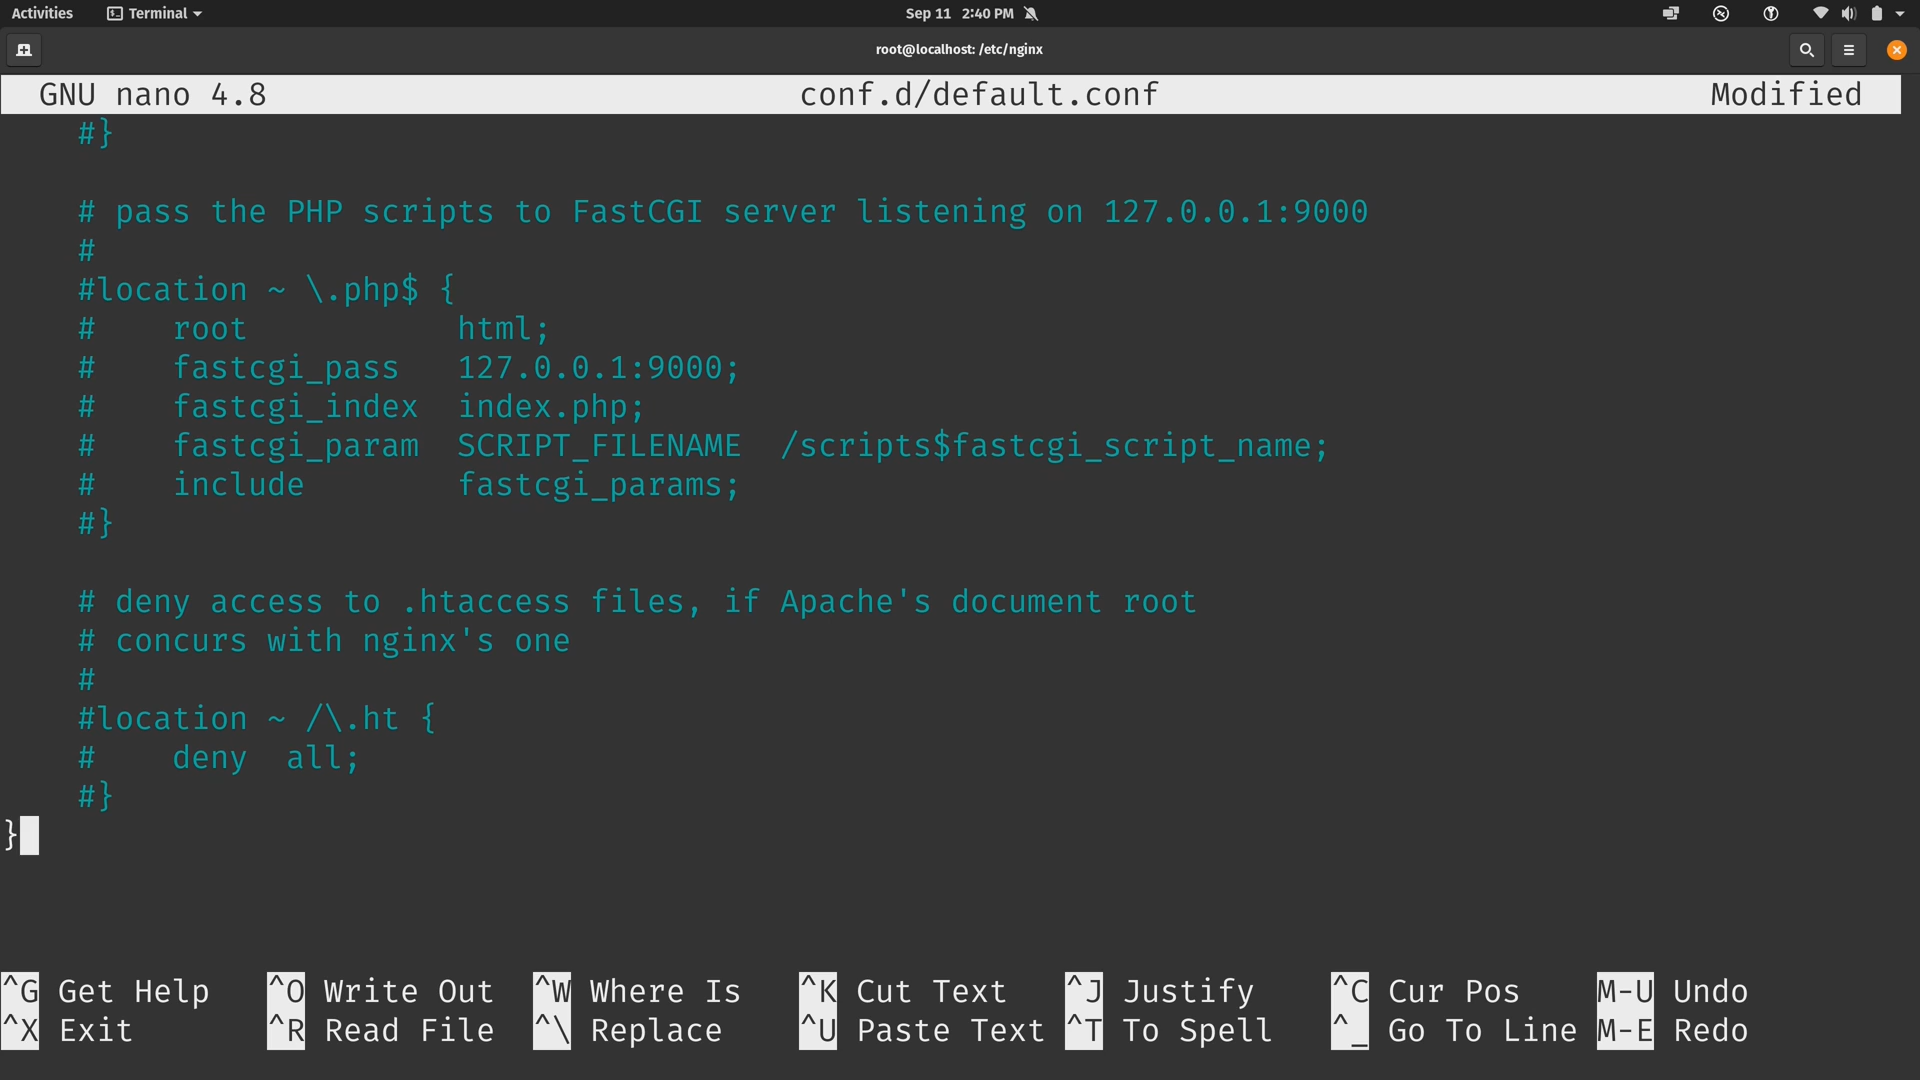 Activities Terminal Sep 11 2:40 PM
root@localhost: /etc/nginx
GNU nano 4.8 conf.d/default.conf Modified
#}
# pass the PHP scripts to FastCGI server listening on 127.0.0.1:9000
#
#location ~ \.php$ {
#    root           html;
#    fastcgi_pass   127.0.0.1:9000;
#    fastcgi_index  index.php;
#    fastcgi_param  SCRIPT_FILENAME  /scripts$fastcgi_script_name;
#    include        fastcgi_params;
#}
# deny access to .htaccess files, if Apache's document root
# concurs with nginx's one
#
#location ~ /\.ht {
#    deny  all;
#}
}
^G Get Help ^O Write Out ^W Where Is ^K Cut Text ^J Justify ^C Cur Pos M-U Undo
^X Exit ^R Read File ^\ Replace ^U Paste Text ^T To Spell ^_ Go To Line M-E Redo